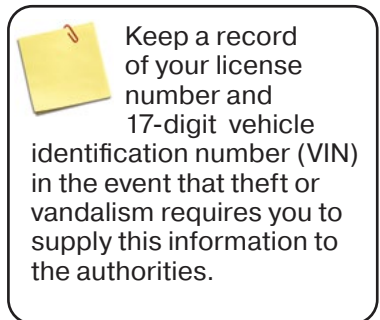 Keep a record
of your license
number and
17-digit vehicle
identification number (VIN)
in the event that theft or
vandalism requires you to
supply this information to
the authorities.